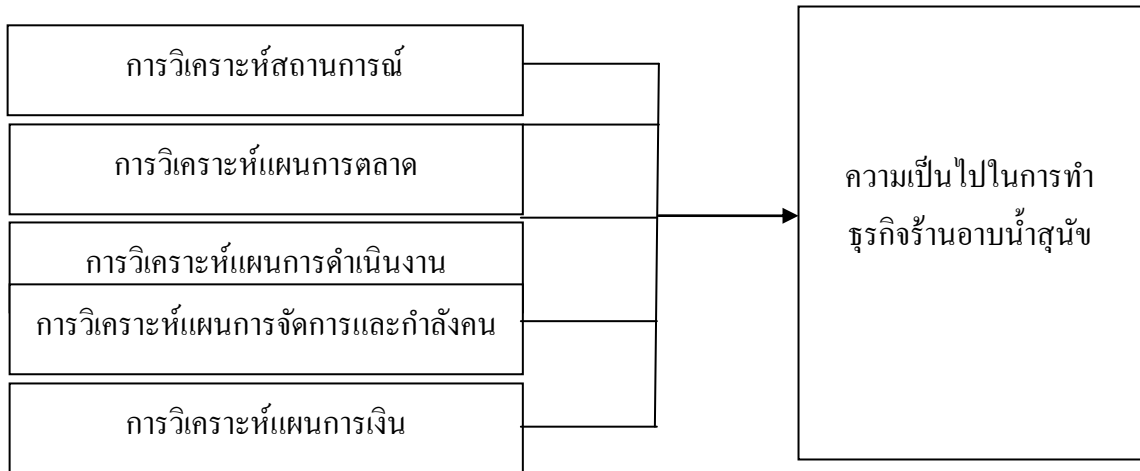 การวิเคราะห์สถานการณ์
การวิเคราะห์แผนการตลาด
การวิเคราะห์แผนการดำเนินงาน
การวิเคราะห์แผนการจัดการและกำลังคน
การวิเคราะห์แผนการเงิน
ความเป็นไปในการทำ
ธุรกิจร้านอาบน้ำสุนัข